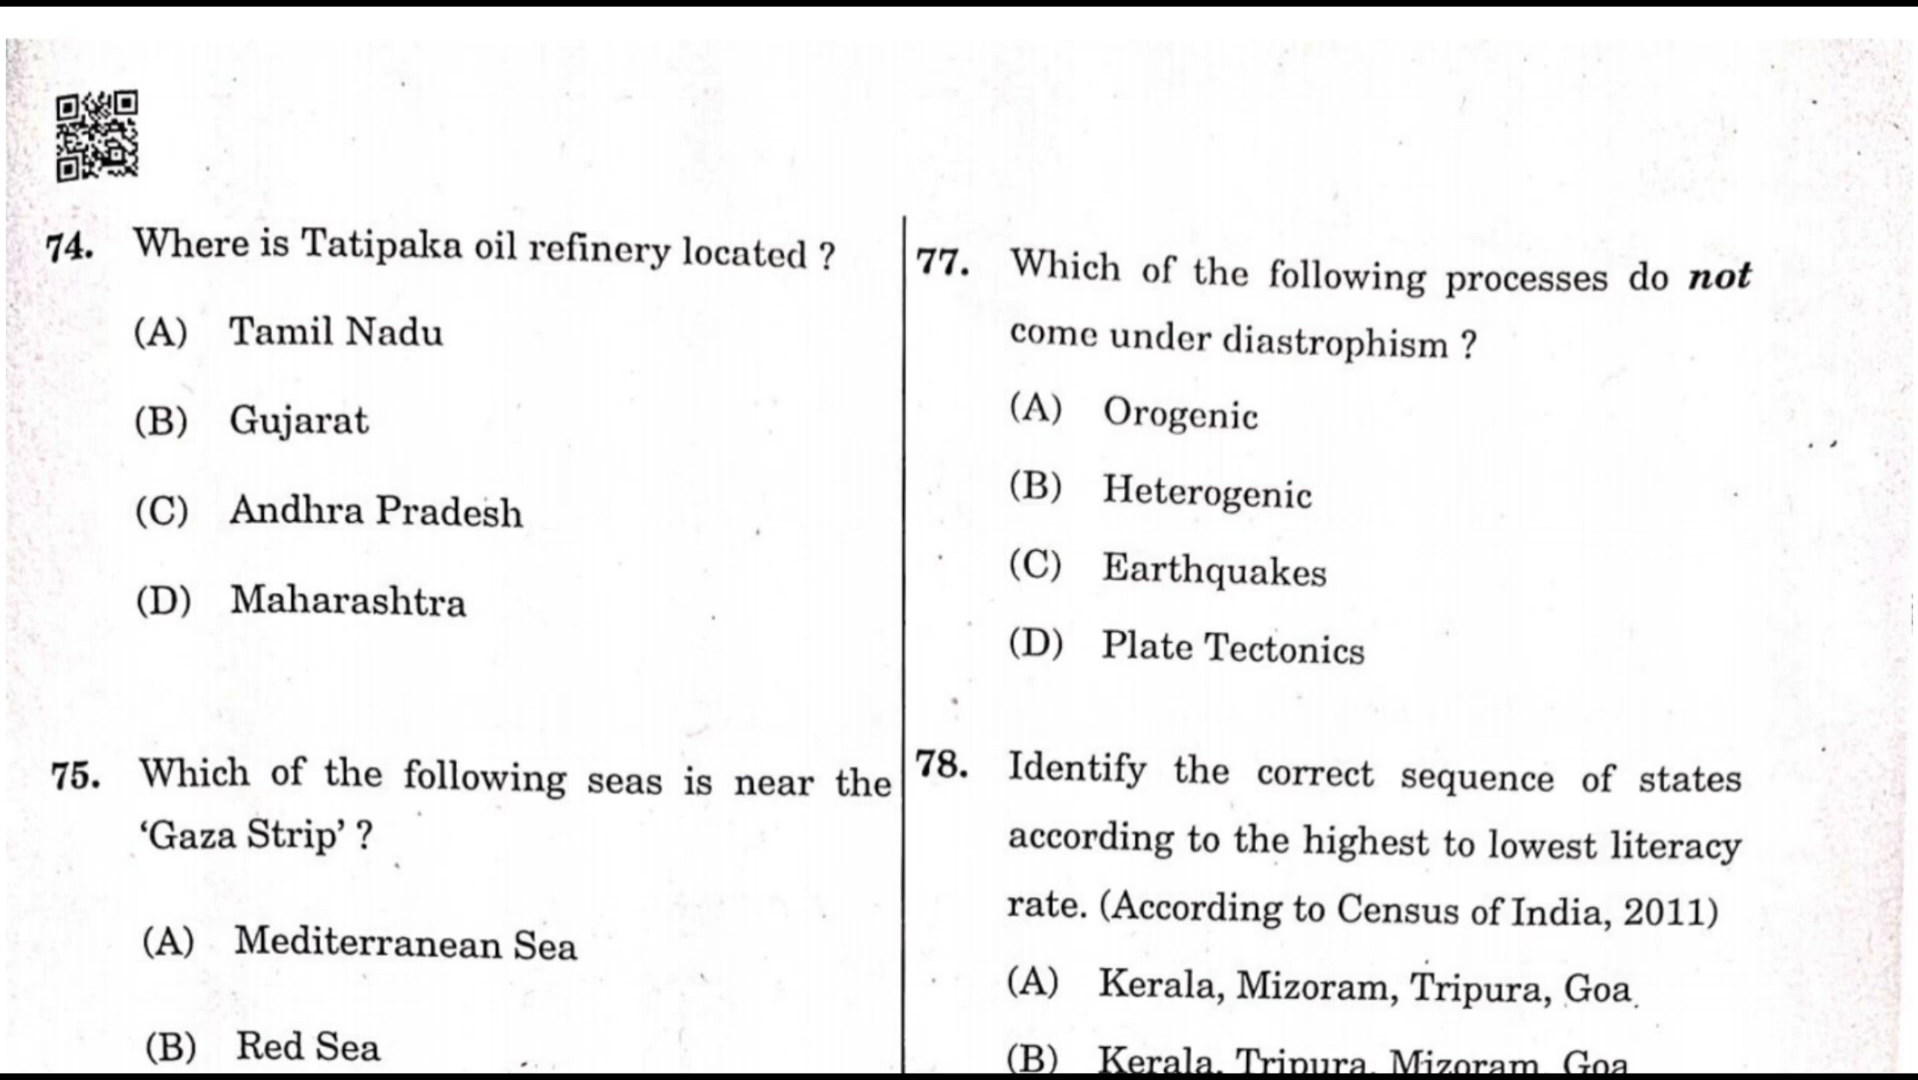 74. Where is Tatipaka oil refinery located ?
(A) Tamil Nadu
(B) Gujarat
(C) Andhra Pradesh
(D) Maharashtra
75. Which of the following seas is near the
‘Gaza Strip’ ?
(A) Mediterranean Sea
(B) Red Sea
77. Which of the following processes do not
come under diastrophism ?
(A) Orogenic
(B) Heterogenic
(C) Earthquakes
(D) Plate Tectonics
78. Identify the correct sequence of states
according to the highest to lowest literacy
rate. (According to Census of India, 2011)
(A) Kerala, Mizoram, Tripura, Goa
(B) Kerala, Tripura, Mizoram, Goa